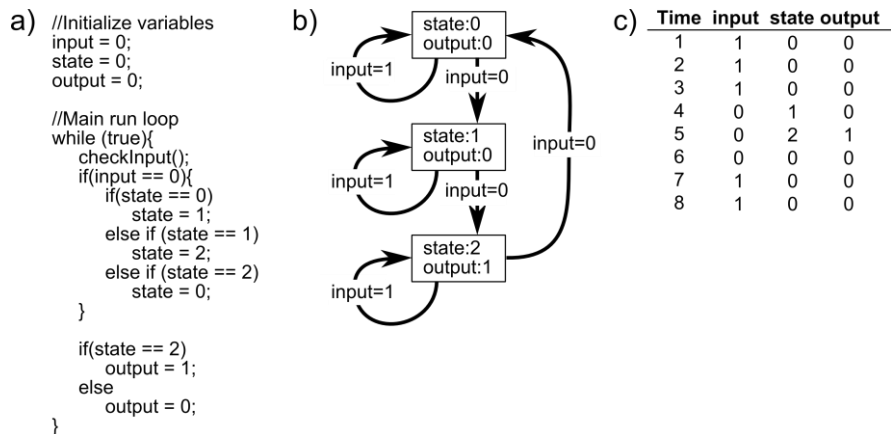 a)
//Initialize variables
input = 0;
state = 0;
output = 0;
//Main run loop
while (true){
checkInput();
if(input == 0){
if(state == 0)
state = 1;
else if (state == 1)
state = 2;
else if (state == 2)
state = 0;
}
if(state == 2)
output = 1;
else
output = 0;
}
b)
state:0
output:0
input=1
input=0
state:1
output:0
input=0
input=1
input=0
state:2
output:1
input=1
c)
Time input state output
1 1 0 0
2 1 0 0
3 1 0 0
4 0 1 0
5 0 2 1
6 0 0 0
7 1 0 0
8 1 0 0